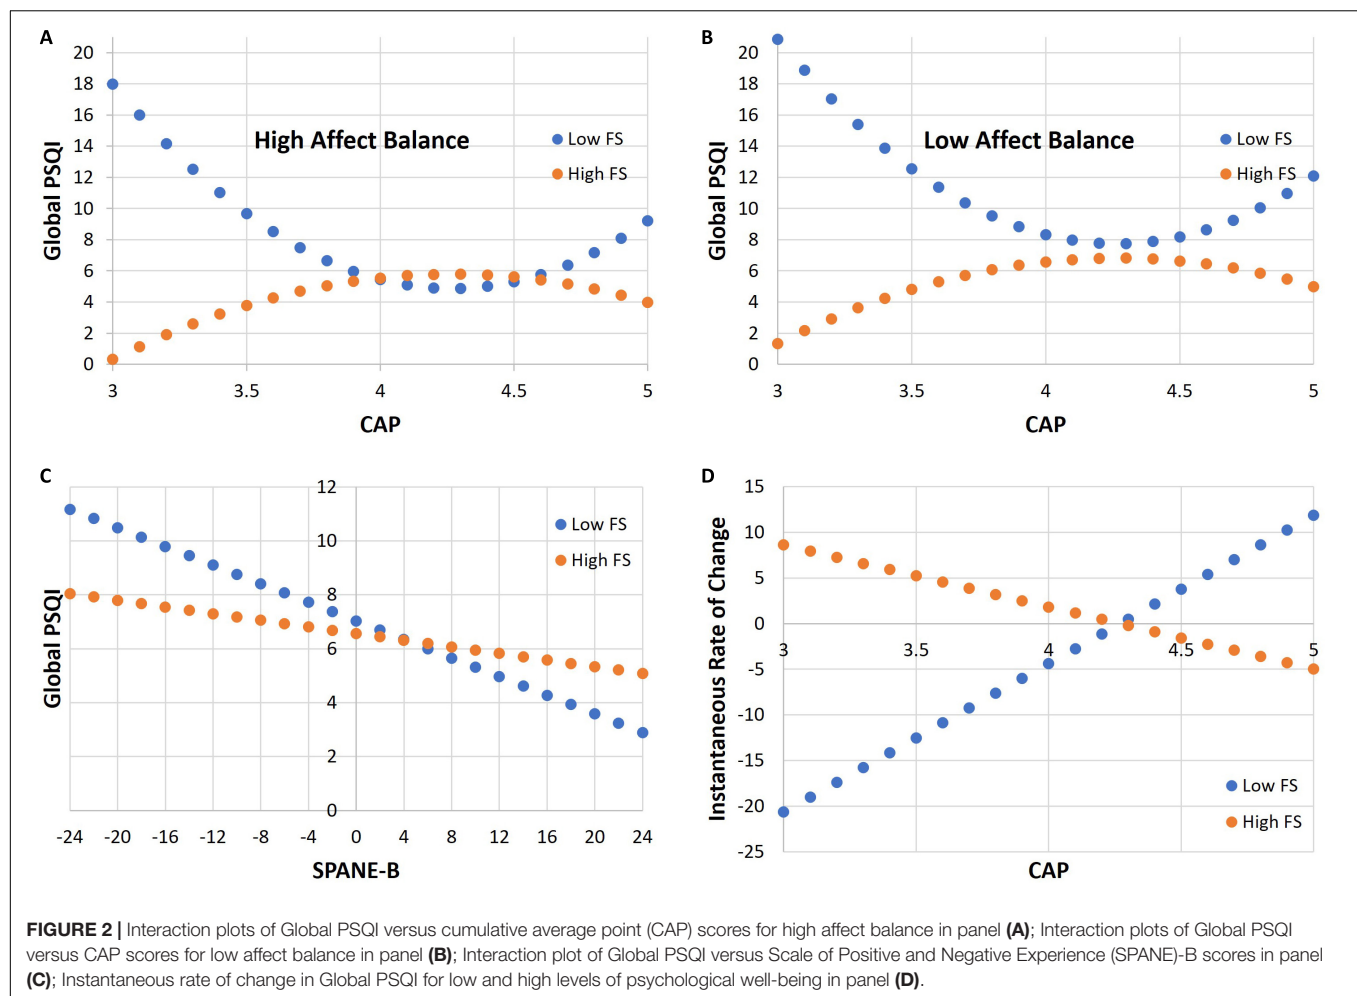 A
B
20
18
16
14
12
10
8
6
4
2
0
Global PSQI
High Affect Balance
Low FS
High FS
3
3.5
4
4.5
5
CAP
20
18
16
14
12
10
8
6
4
2
0
Global PSQI
Low Affect Balance
Low FS
High FS
3
3.5
4
4.5
5
CAP
C
D
12
10
8
6
4
2
0
Global PSQI
Low FS
High FS
-24 -20 -16 -12 -8 -4 0 4 8 12 16 20 24
SPANE-B
15
10
5
0
-5
-10
-15
-20
-25
Instantaneous Rate of Change
3
3.5
4
4.5
5
Low FS
High FS
CAP
FIGURE 2 | Interaction plots of Global PSQI versus cumulative average point (CAP) scores for high affect balance in panel (A); Interaction plots of Global PSQI
versus CAP scores for low affect balance in panel (B); Interaction plot of Global PSQI versus Scale of Positive and Negative Experience (SPANE)-B scores in panel
(C); Instantaneous rate of change in Global PSQI for low and high levels of psychological well-being in panel (D).